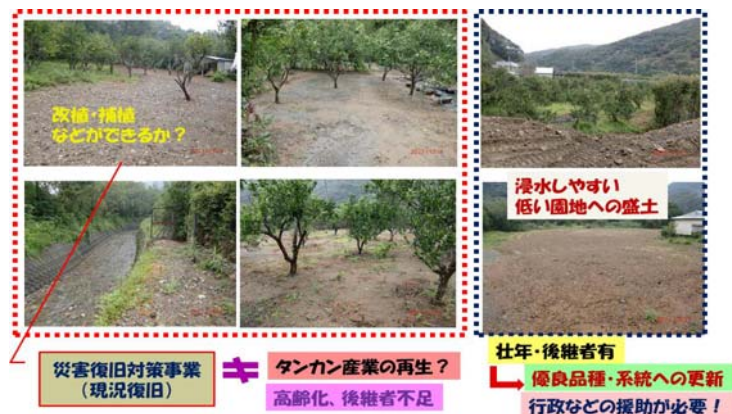 改植・補植
などができるか？
浸水しやすい
低い園地への盛土
災害復旧対策事業
（現況復旧）
≠
タンカン産業の再生？
高齢化、後継者不足
壮年・後継者有
優良品種・系統への更新
行政などの援助が必要！